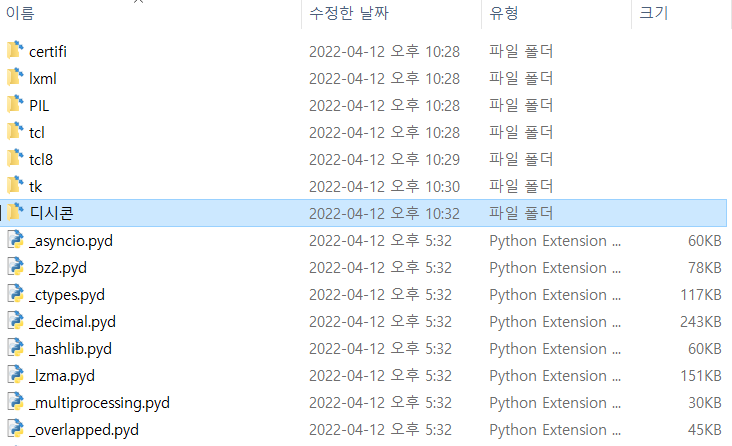 이름 수정한 날짜 유형 크기
certifi 2022-04-12 오후 10:28 파일 폴더
lxml 2022-04-12 오후 10:28 파일 폴더
PIL 2022-04-12 오후 10:28 파일 폴더
tcl 2022-04-12 오후 10:28 파일 폴더
tcl8 2022-04-12 오후 10:29 파일 폴더
tk 2022-04-12 오후 10:30 파일 폴더
디시콘 2022-04-12 오후 10:32 파일 폴더
_asyncio.pyd 2022-04-12 오후 5:32 Python Extension ... 60KB
_bz2.pyd 2022-04-12 오후 5:32 Python Extension ... 78KB
_ctypes.pyd 2022-04-12 오후 5:32 Python Extension ... 117KB
_decimal.pyd 2022-04-12 오후 5:32 Python Extension ... 243KB
_hashlib.pyd 2022-04-12 오후 5:32 Python Extension ... 60KB
_lzma.pyd 2022-04-12 오후 5:32 Python Extension ... 151KB
_multiprocessing.pyd 2022-04-12 오후 5:32 Python Extension ... 30KB
_overlapped.pyd 2022-04-12 오후 5:32 Python Extension ... 45KB